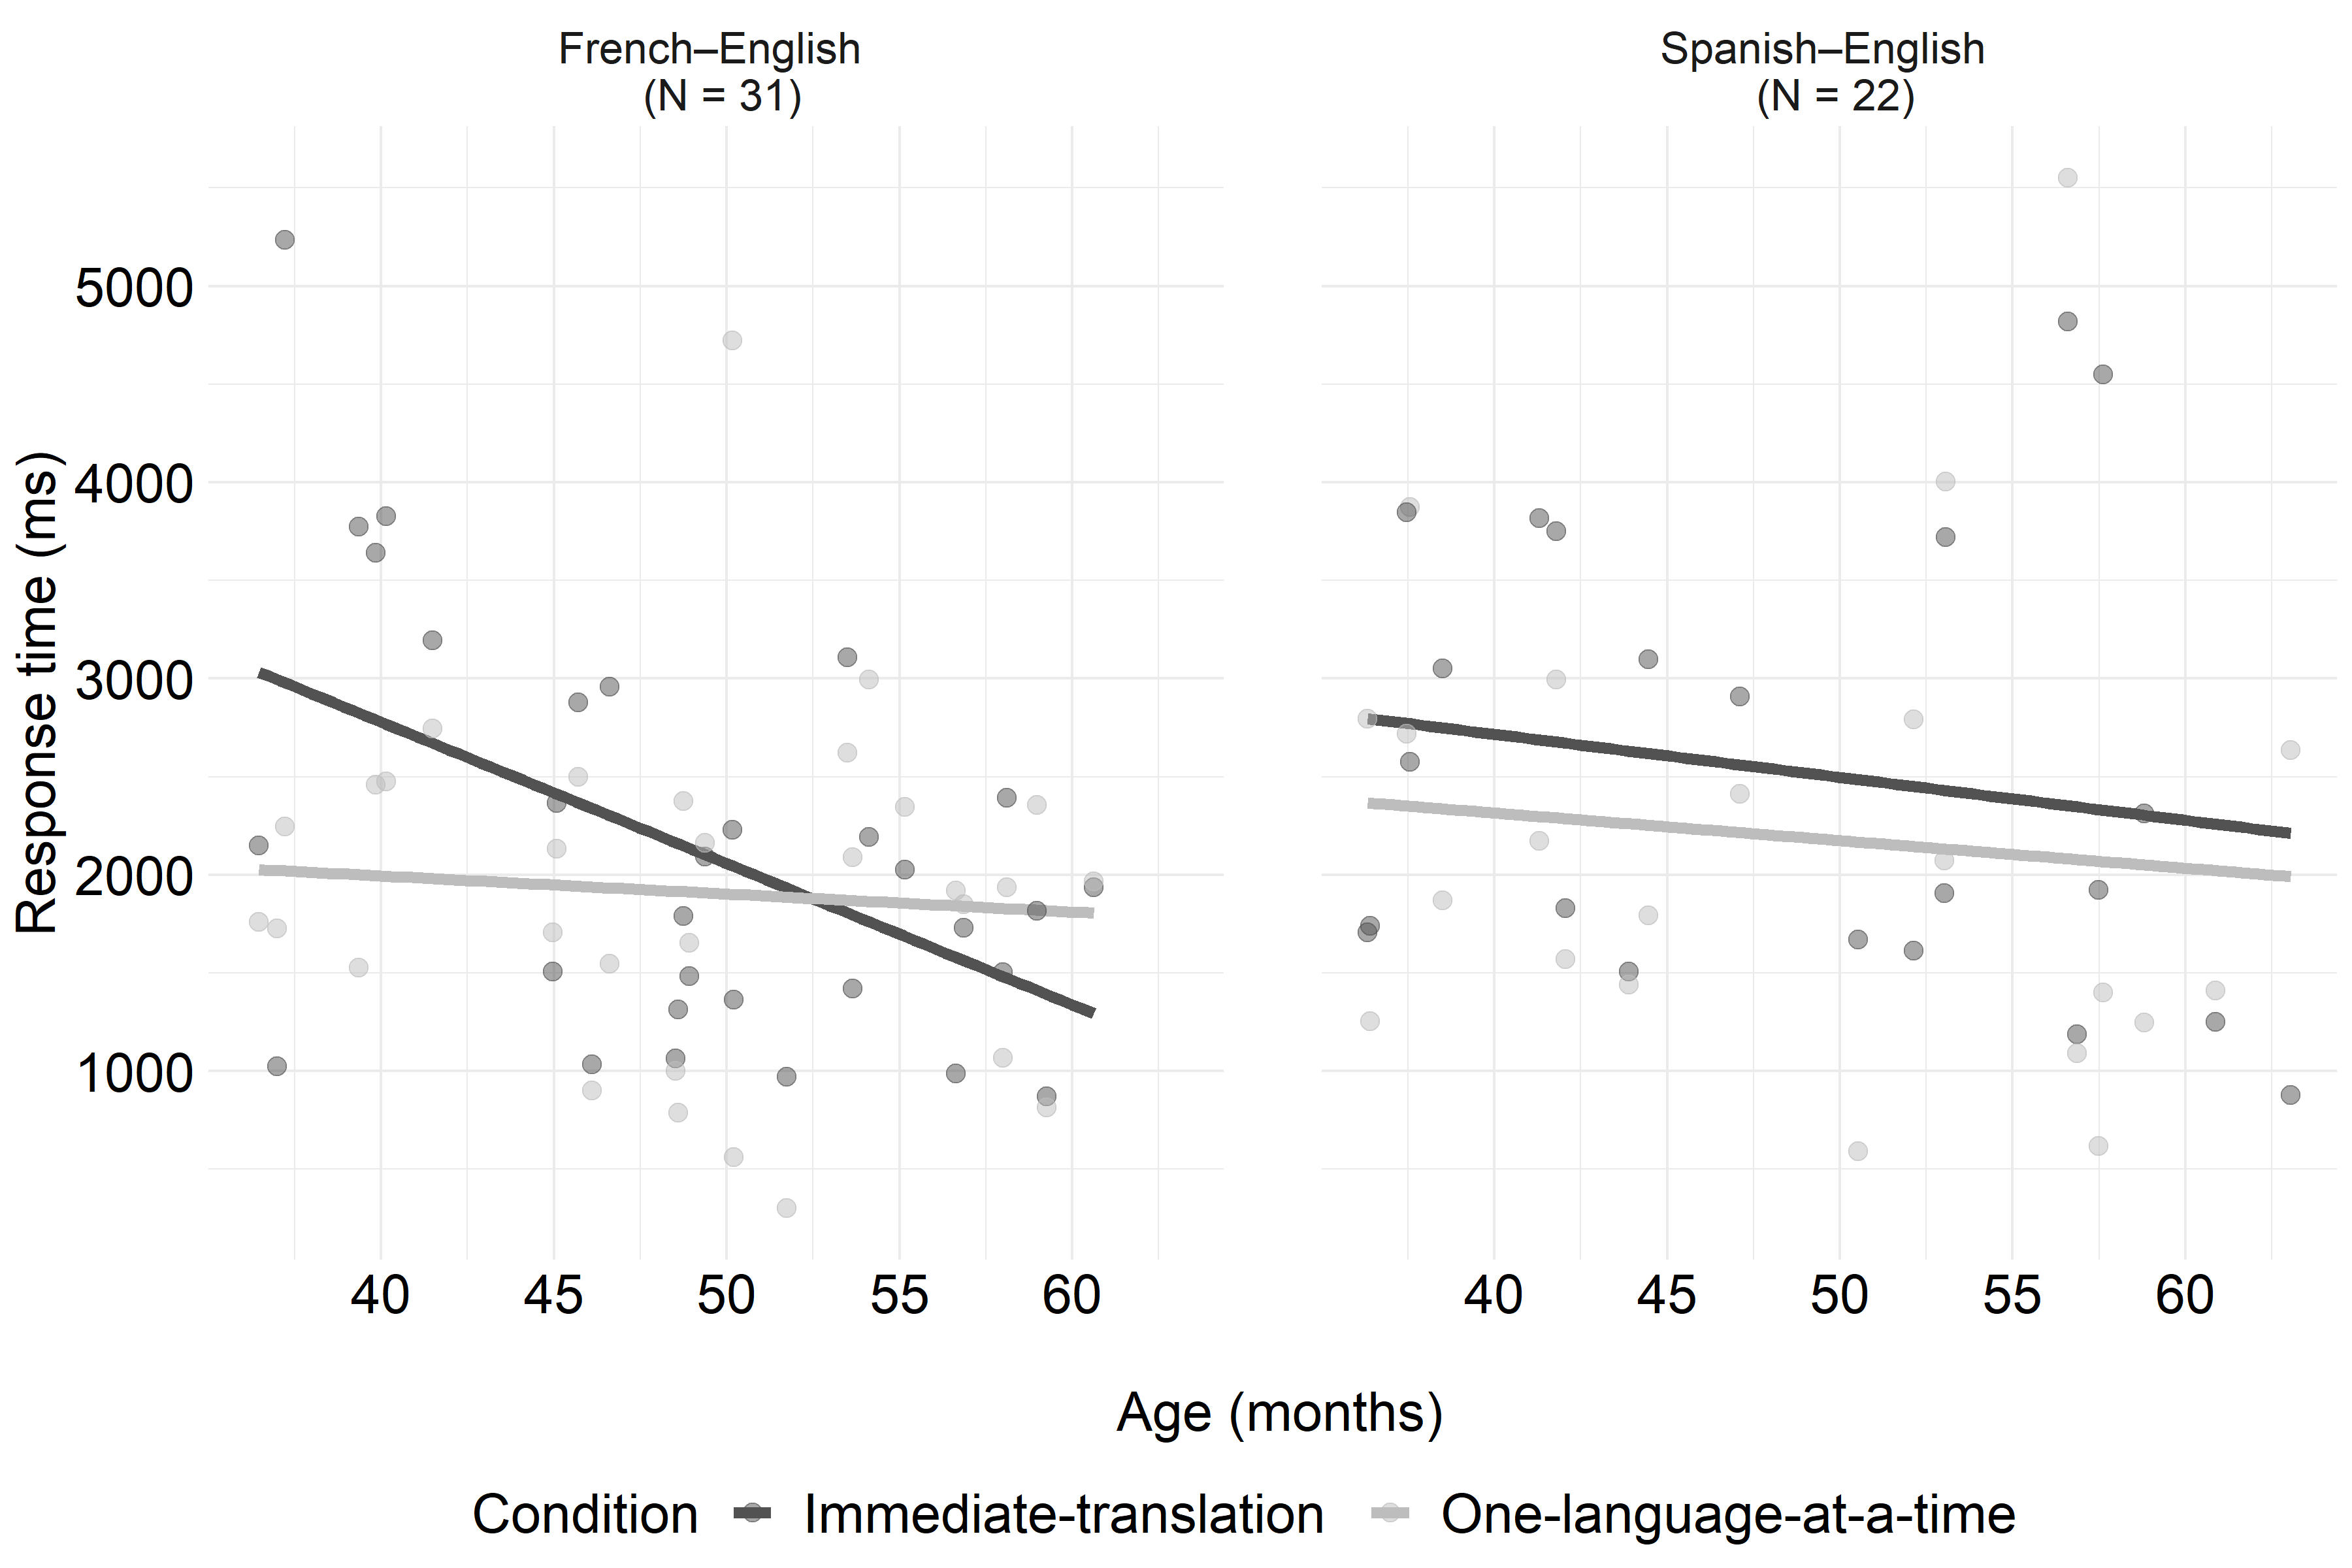 French–English
(N = 31)
Spanish–English
(N = 22)
Response time (ms)
5000
4000
3000
2000
1000
40 45 50 55 60
40 45 50 55 60
Age (months)
Condition Immediate-translation One-language-at-a-time